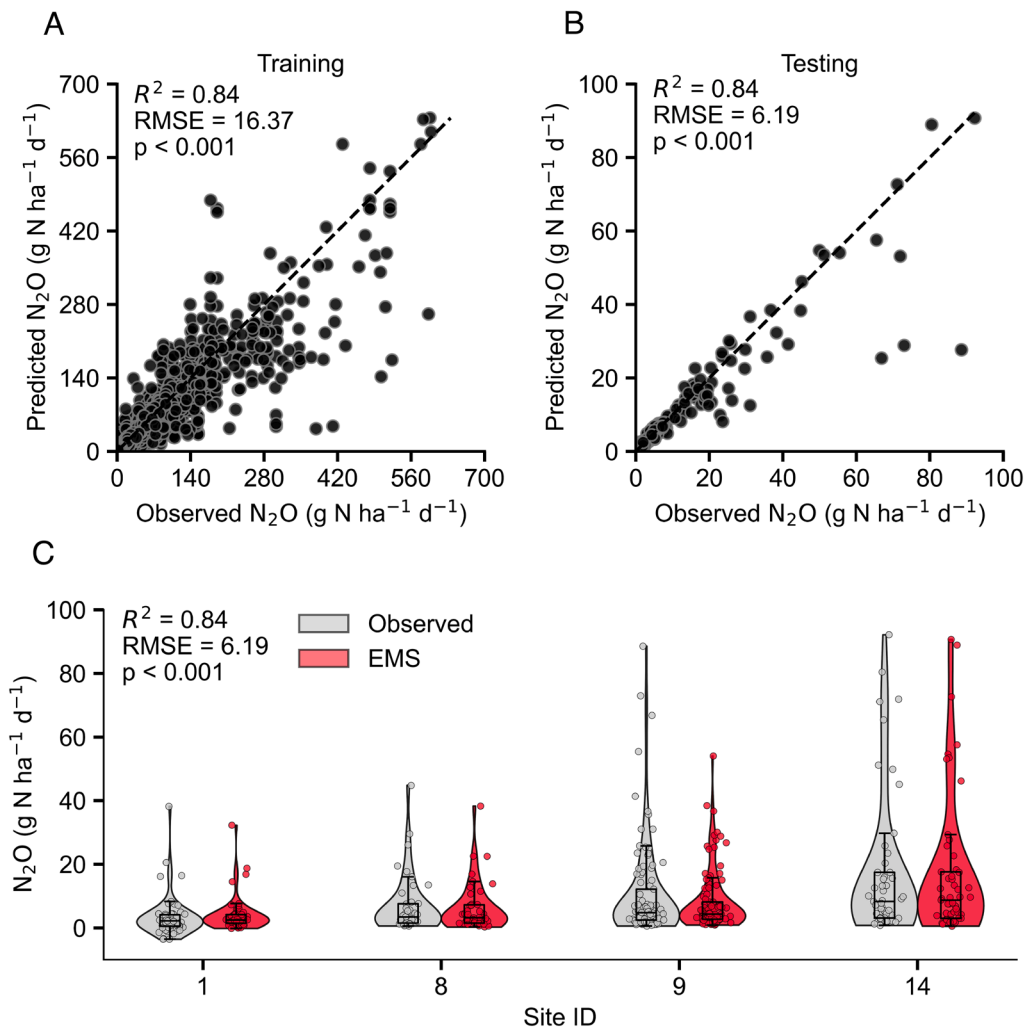 A
Training
R² = 0.84
RMSE = 16.37
p < 0.001
700
560
420
280
140
0
Predicted N₂O (g N ha⁻¹ d⁻¹)
0 140 280 420 560 700
Observed N₂O (g N ha⁻¹ d⁻¹)
B
Testing
R² = 0.84
RMSE = 6.19
p < 0.001
100
80
60
40
20
0
Predicted N₂O (g N ha⁻¹ d⁻¹)
0 20 40 60 80 100
Observed N₂O (g N ha⁻¹ d⁻¹)
C
R² = 0.84
RMSE = 6.19
p < 0.001
Observed
EMS
100
80
60
40
20
0
N₂O (g N ha⁻¹ d⁻¹)
1 8 9 14
Site ID